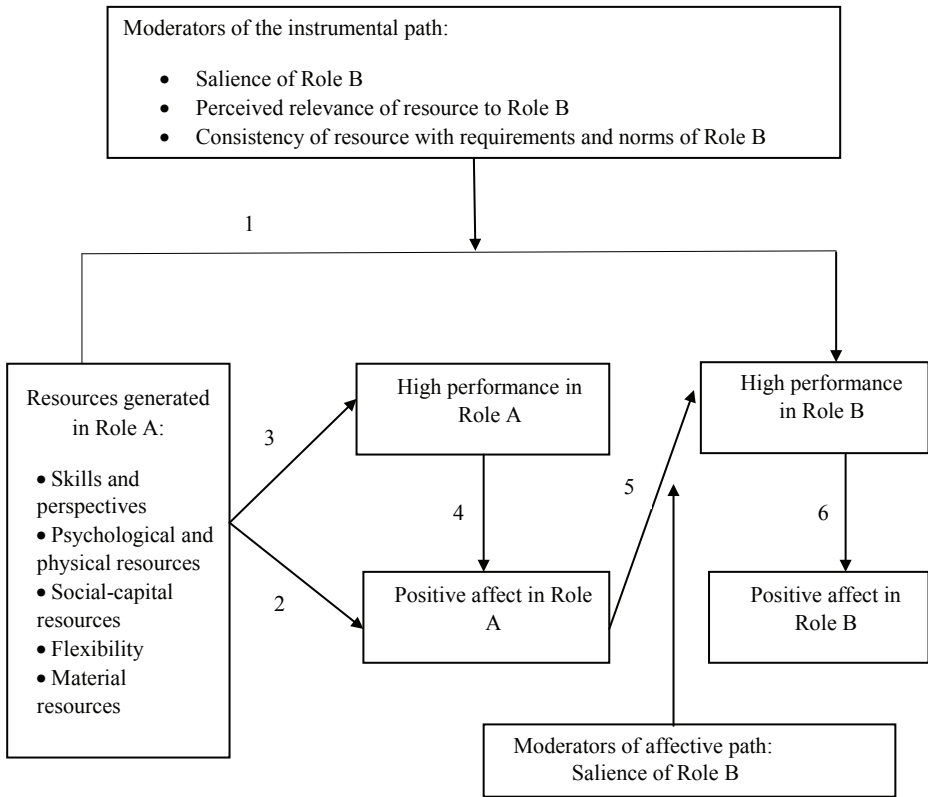 Moderators of the instrumental path:
• Salience of Role B
• Perceived relevance of resource to Role B
• Consistency of resource with requirements and norms of Role B
1
Resources generated
in Role A:
• Skills and
perspectives
• Psychological and
physical resources
• Social-capital
resources
• Flexibility
• Material
resources
3
2
High performance in
Role A
4
Positive affect in Role
A
5
High performance
in Role B
6
Positive affect in
Role B
Moderators of affective path:
Salience of Role B